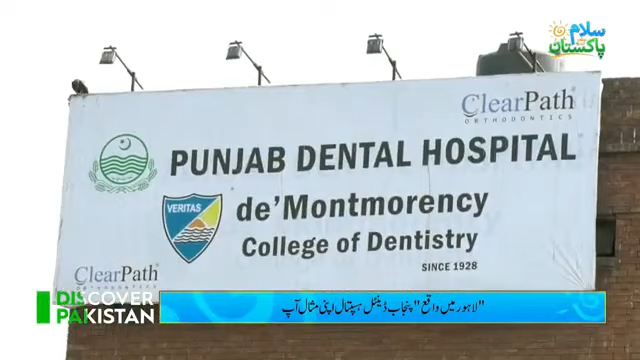 سلام
پاکستان
ClearPath
ORTHODONTICS
PUNJAB DENTAL HOSPITAL
VERITAS
de'Montmorency
College of Dentistry
SINCE 1928
ClearPath
ORTHODONTICS
DISCOVER
PAKISTAN
"لاہور میں واقع" پنجاب ڈینٹل ہسپتال اپنی مثال آپ